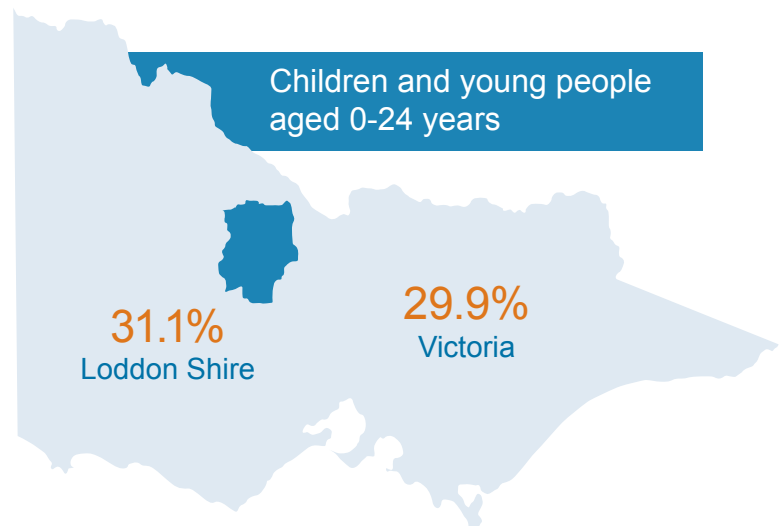 Children and young people
aged 0-24 years
31.1%
Loddon Shire
29.9%
Victoria